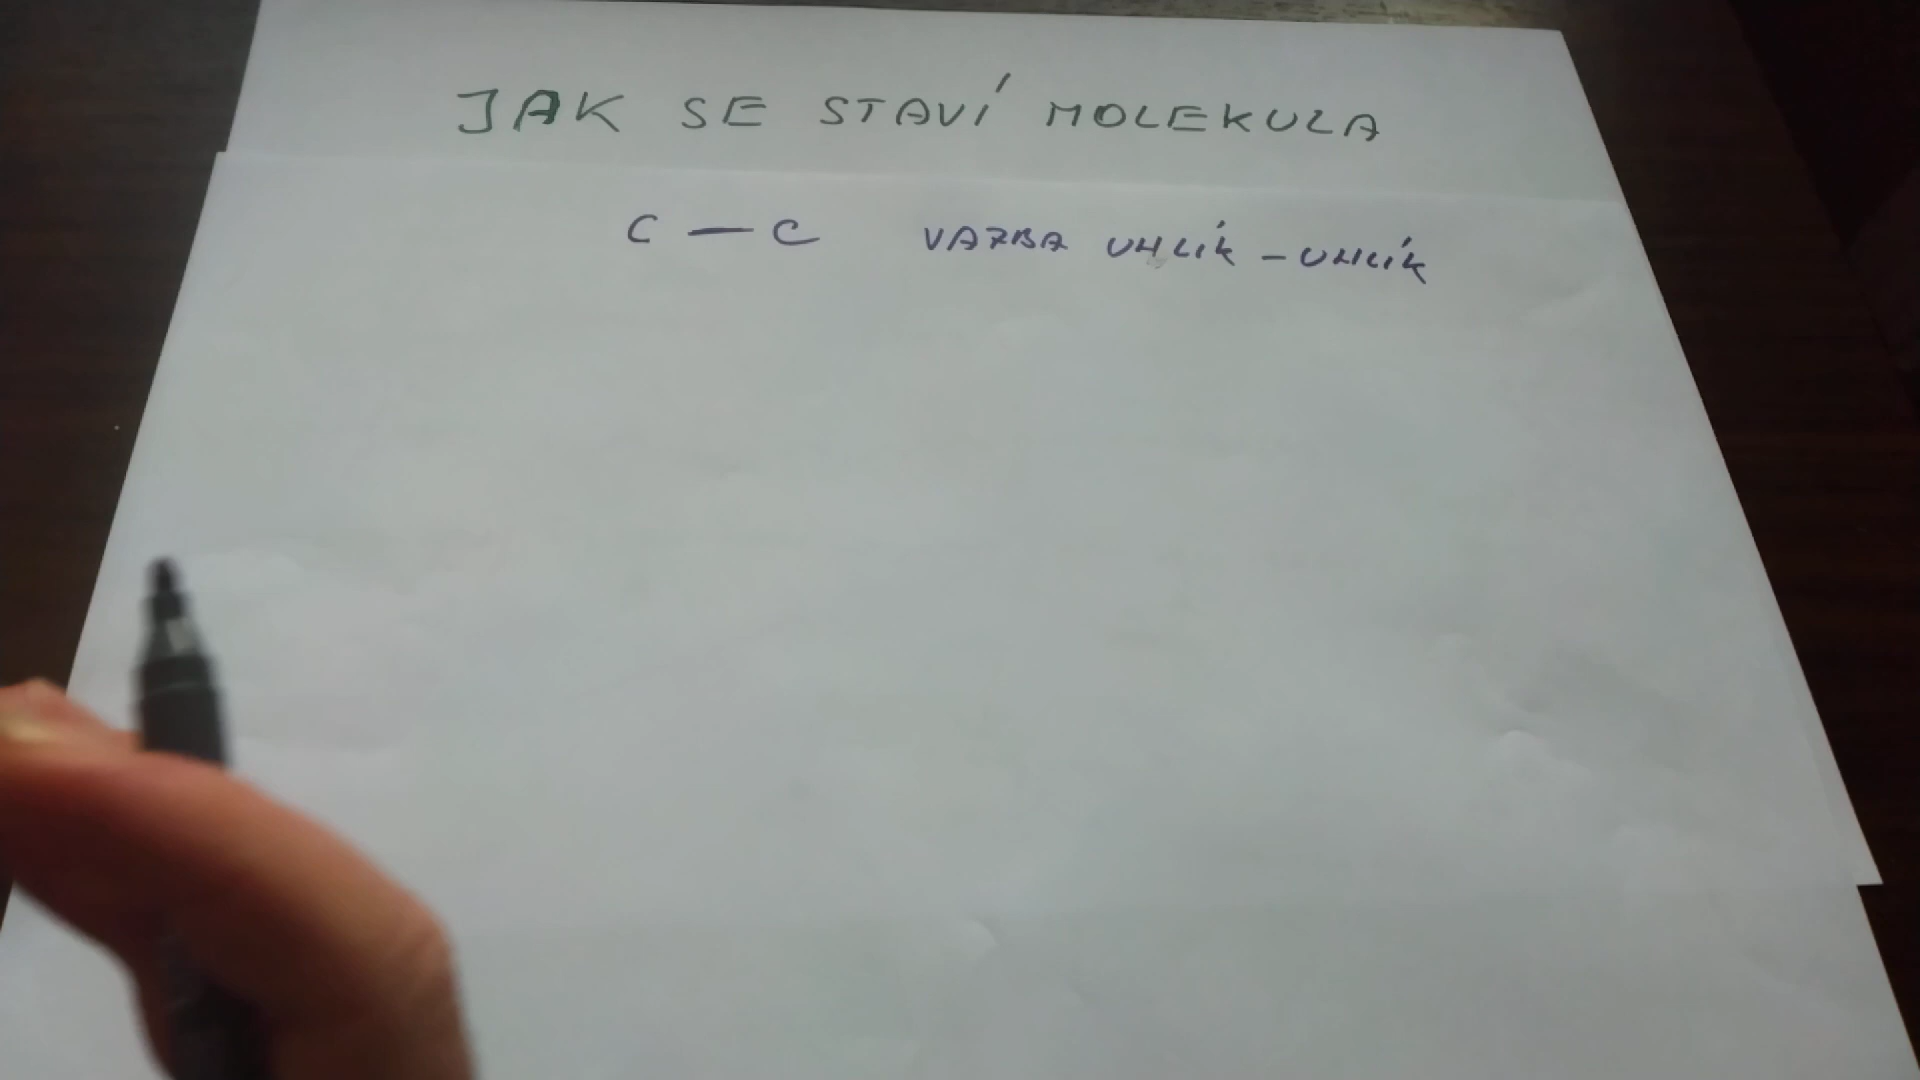 JAK SE STAVÍ MOLEKULA
C — C VAZBA UHLÍK – UHLÍK